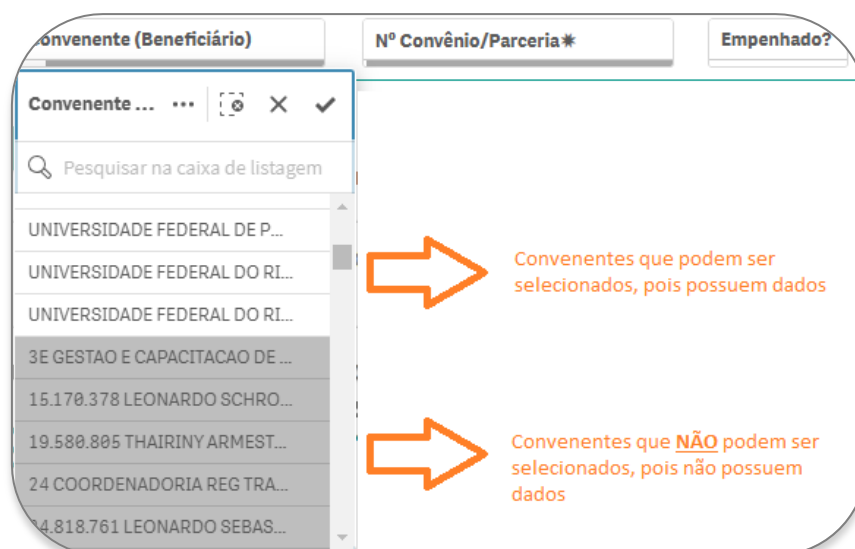 Convenente (Beneficiário)
Nº Convênio/Parceria✷
Empenhado?
Convenente ... ···
Pesquisar na caixa de listagem
UNIVERSIDADE FEDERAL DE P...
UNIVERSIDADE FEDERAL DO RI...
UNIVERSIDADE FEDERAL DO RI...
3E GESTAO E CAPACITACAO DE ...
15.170.378 LEONARDO SCHRO...
19.580.805 THAIRINY ARMEST...
24 COORDENADORIA REG TRA...
LEONARDO SEBAS...
Convenentes que podem ser
selecionados, pois possuem dados
Convenentes que NÃO podem ser
selecionados, pois não possuem
dados